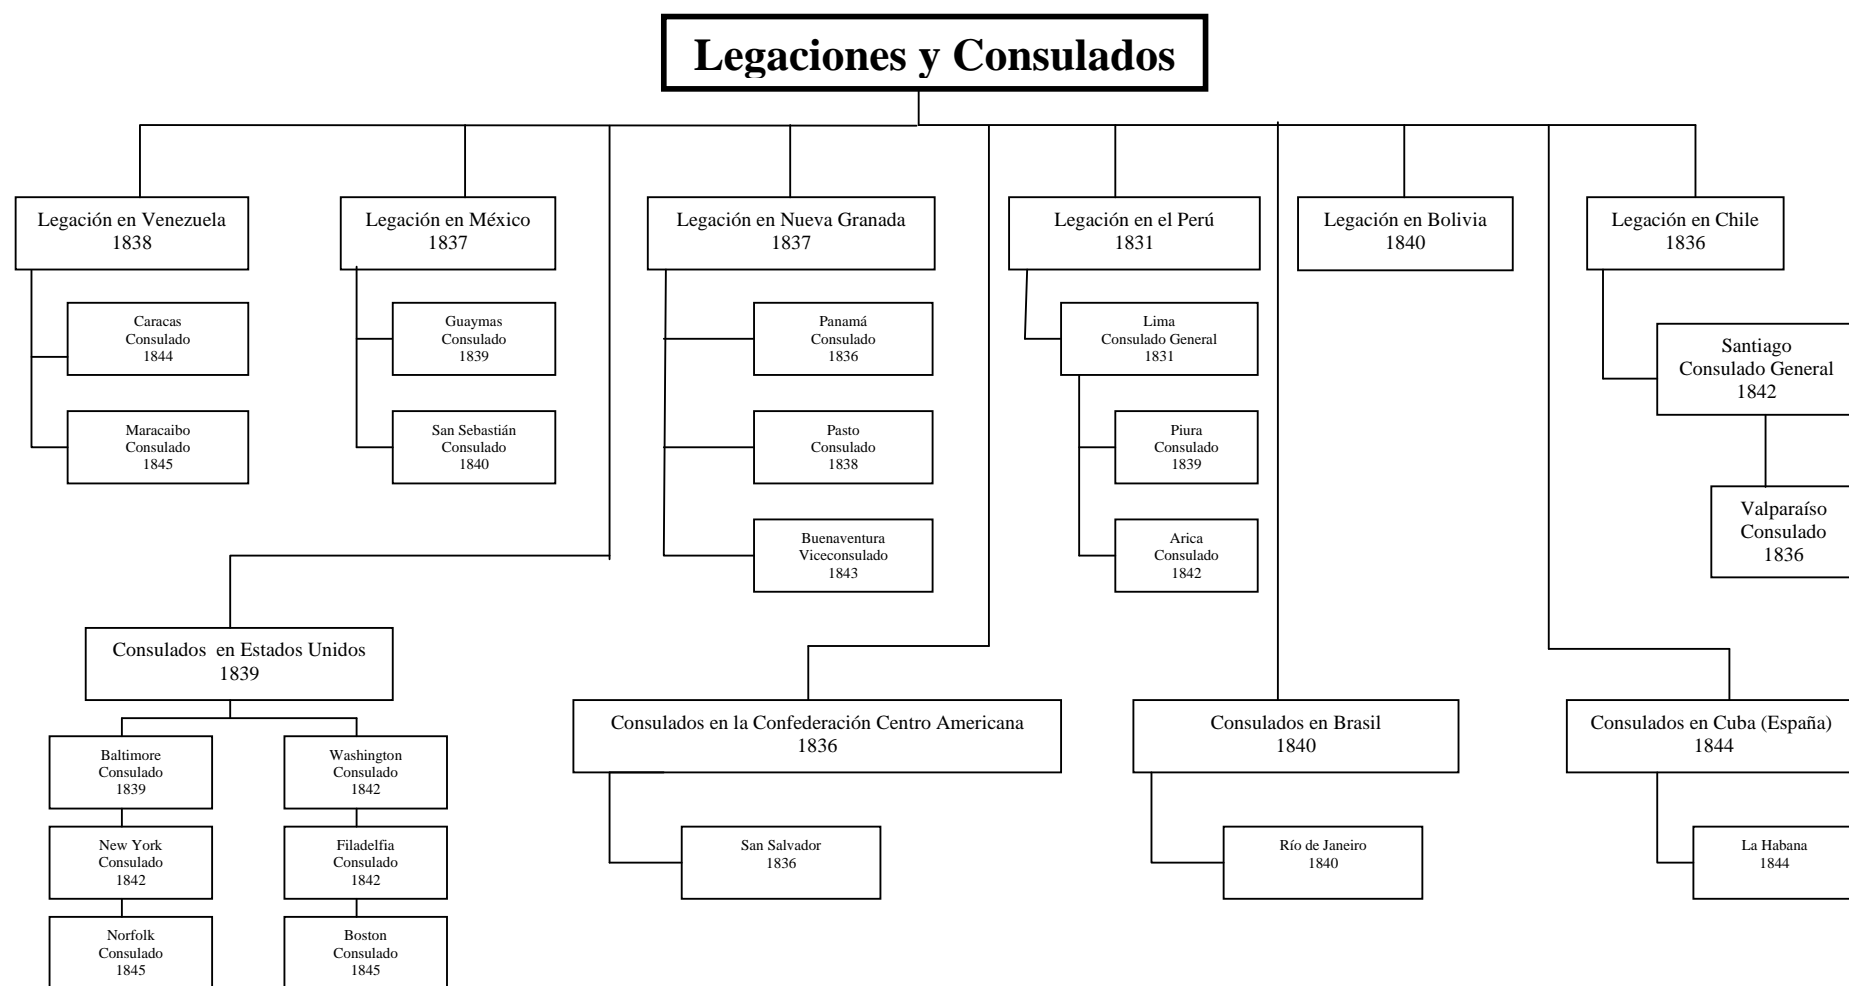 Legaciones y Consulados
Legación en Venezuela
1838
Legación en México
1837
Legación en Nueva Granada
1837
Legación en el Perú
1831
Legación en Bolivia
1840
Legación en Chile
1836
Caracas
Consulado
1844
Maracaibo
Consulado
1845
Guaymas
Consulado
1839
San Sebastián
Consulado
1840
Panamá
Consulado
1836
Pasto
Consulado
1838
Buenaventura
Viceconsulado
1843
Lima
Consulado General
1831
Piura
Consulado
1839
Arica
Consulado
1842
Santiago
Consulado General
1842
Valparaíso
Consulado
1836
Consulados en Estados Unidos
1839
Baltimore
Consulado
1839
New York
Consulado
1842
Norfolk
Consulado
1845
Washington
Consulado
1842
Filadelfia
Consulado
1842
Boston
Consulado
1845
Consulados en la Confederación Centro Americana
1836
San Salvador
1836
Consulados en Brasil
1840
Río de Janeiro
1840
Consulados en Cuba (España)
1844
La Habana
1844